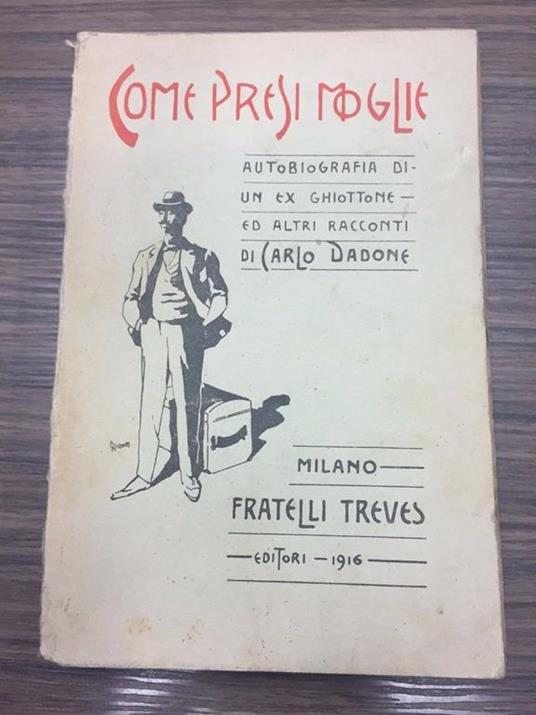 COME PRESI MOGLIE
AUTOBIOGRAFIA DI-
UN EX GHIOTTONE —
ED ALTRI RACCONTI
DI CARLO DADONE
MILANO —
FRATELLI TREVES
— EDITORI — 1916 —